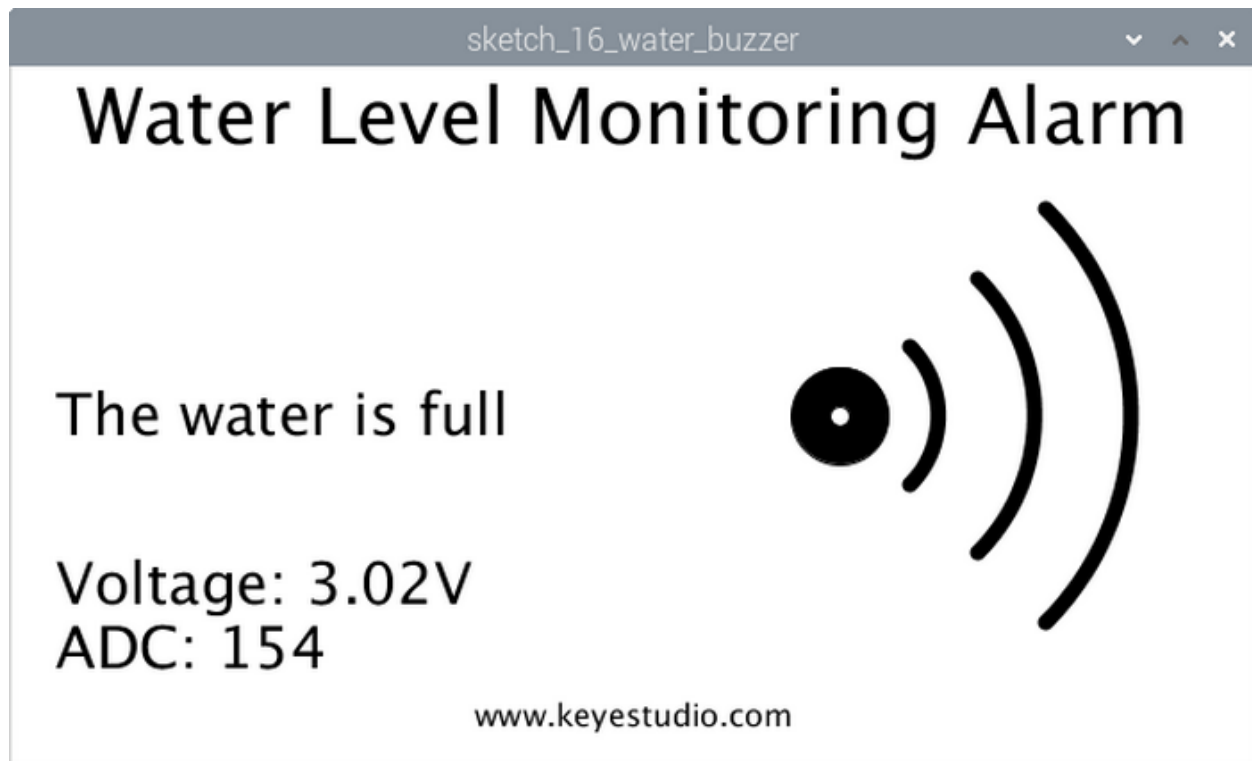 sketch_16_water_buzzer
Water Level Monitoring Alarm
The water is full
Voltage: 3.02V
ADC: 154
www.keyestudio.com